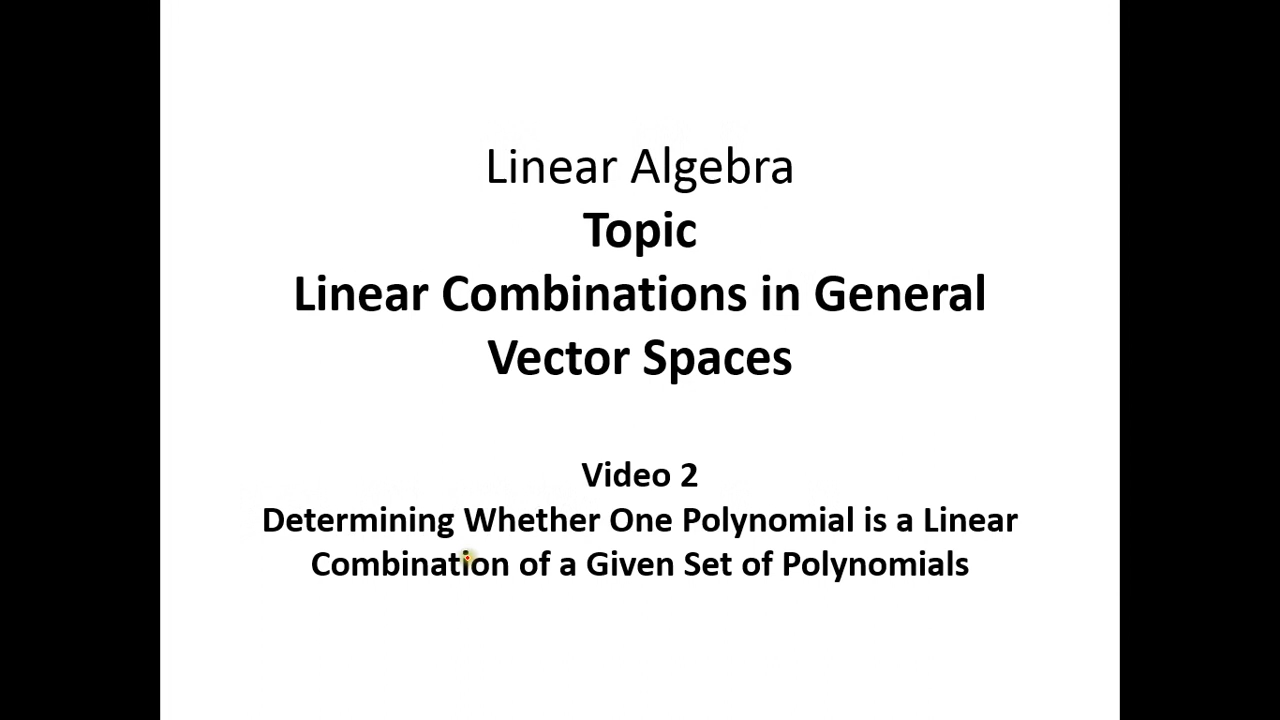 Linear Algebra
Topic
Linear Combinations in General
Vector Spaces
Video 2
Determining Whether One Polynomial is a Linear
Combination of a Given Set of Polynomials